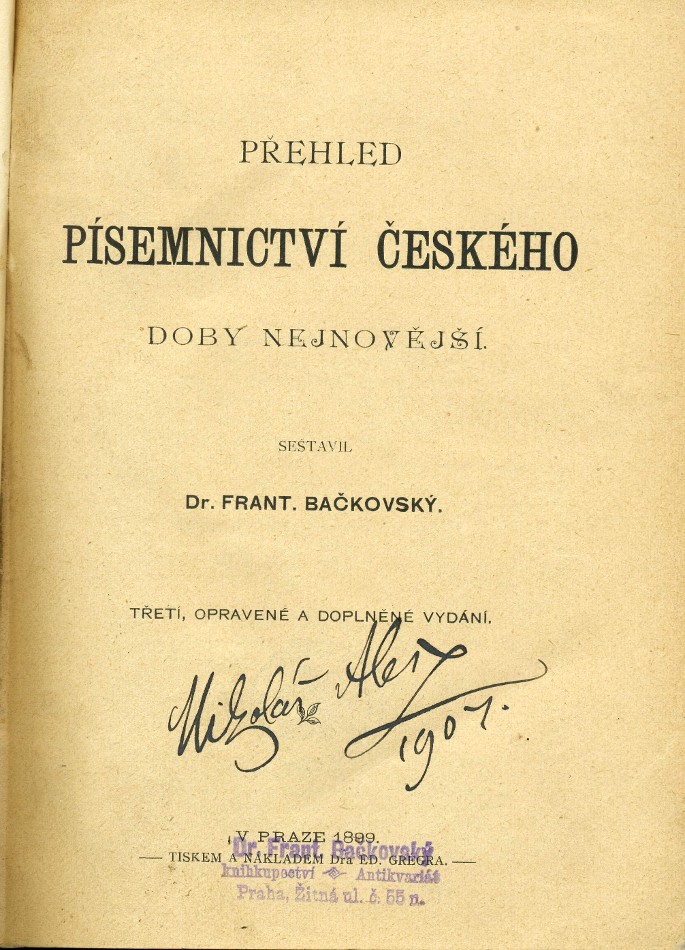 PŘEHLED
PÍSEMNICTVÍ ČESKÉHO
DOBY NEJNOVĚJŠÍ.
SESTAVIL
Dr. FRANT. BAČKOVSKÝ.
TŘETÍ, OPRAVENÉ A DOPLNĚNÉ VYDÁNÍ.
Mikoláš Aleš
1907.
V PRAZE 1899.
Dr. Frant. Bačkovský
TISKEM A NÁKLADEM Dra ED. GRÉGRA.
knihkupectví Antikvariát
Praha, Žitná ul. č. 55 n.